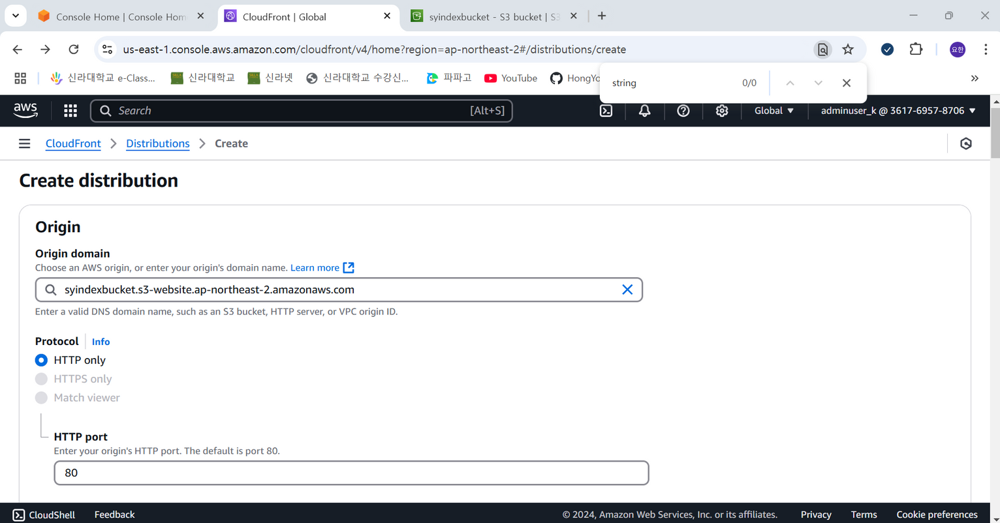 Console Home | Console Hom
CloudFront | Global
syindexbucket - S3 bucket | S3
us-east-1.console.aws.amazon.com/cloudfront/v4/home?region=ap-northeast-2#/distributions/create
요한
신라대학교 e-Class...
신라대학교
신라넷
신라대학교 수강신...
파파고
YouTube
HongYo
string
0/0
aws
Search
[Alt+S]
Global
adminuser_k @ 3617-6957-8706
CloudFront
Distributions
Create
Create distribution
Origin
Origin domain
Choose an AWS origin, or enter your origin's domain name. Learn more
syindexbucket.s3-website.ap-northeast-2.amazonaws.com
Enter a valid DNS domain name, such as an S3 bucket, HTTP server, or VPC origin ID.
Protocol
Info
HTTP only
HTTPS only
Match viewer
HTTP port
Enter your origin's HTTP port. The default is port 80.
80
CloudShell
Feedback
© 2024, Amazon Web Services, Inc. or its affiliates.
Privacy
Terms
Cookie preferences